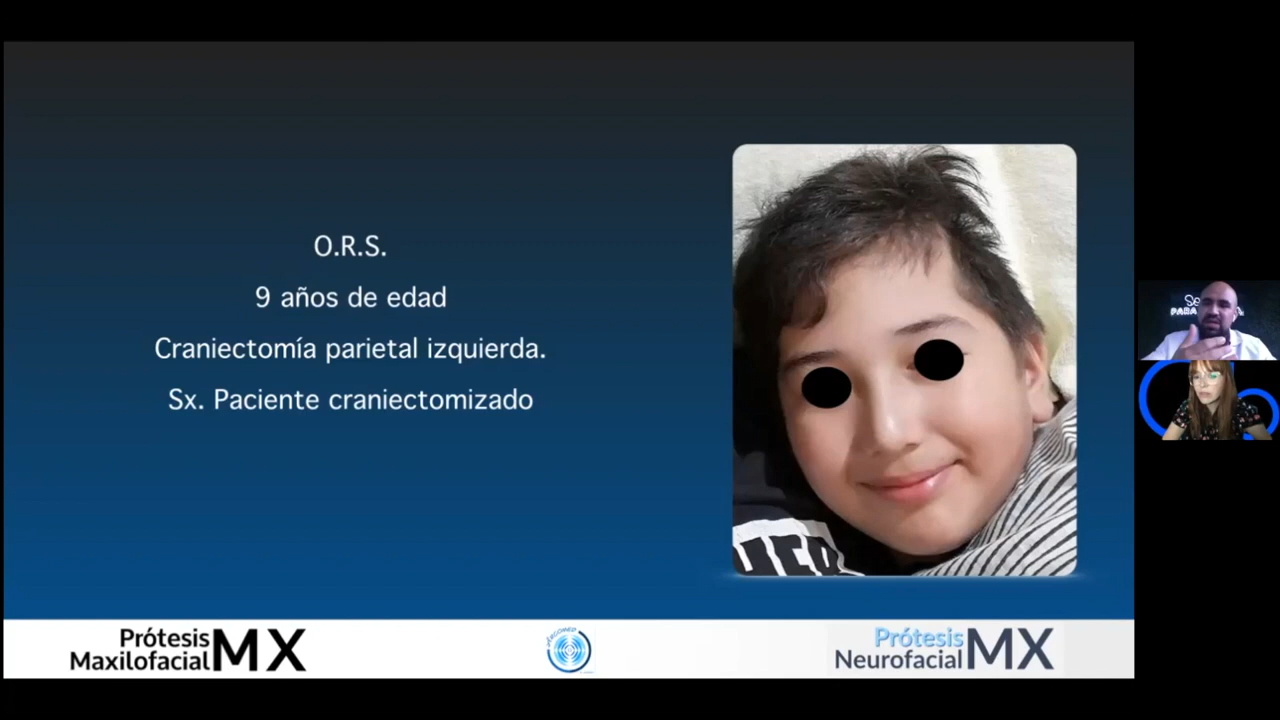 O.R.S.
9 años de edad
Craniectomía parietal izquierda.
Sx. Paciente craniectomizado
Prótesis
Maxilofacial MX
Prótesis
Neurofacial MX